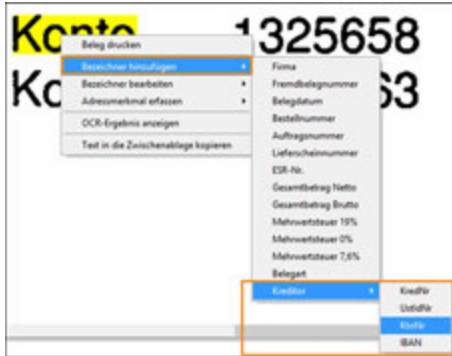 Konto 1325658
63
Beleg drucken
Bezeichner hinzufügen
Bezeichner bearbeiten
Adressmerkmal erfassen
OCR-Ergebnis anzeigen
Text in die Zwischenablage kopieren
Firma
Fremdbelegnummer
Belegdatum
Bestellnummer
Auftragsnummer
Lieferscheinnummer
ESR-Nr.
Gesamtbetrag Netto
Gesamtbetrag Brutto
Mehrwertsteuer 19%
Mehrwertsteuer 0%
Mehrwertsteuer 7,6%
Belegart
Kreditor
KredNr
UstidNr
KtoNr
IBAN